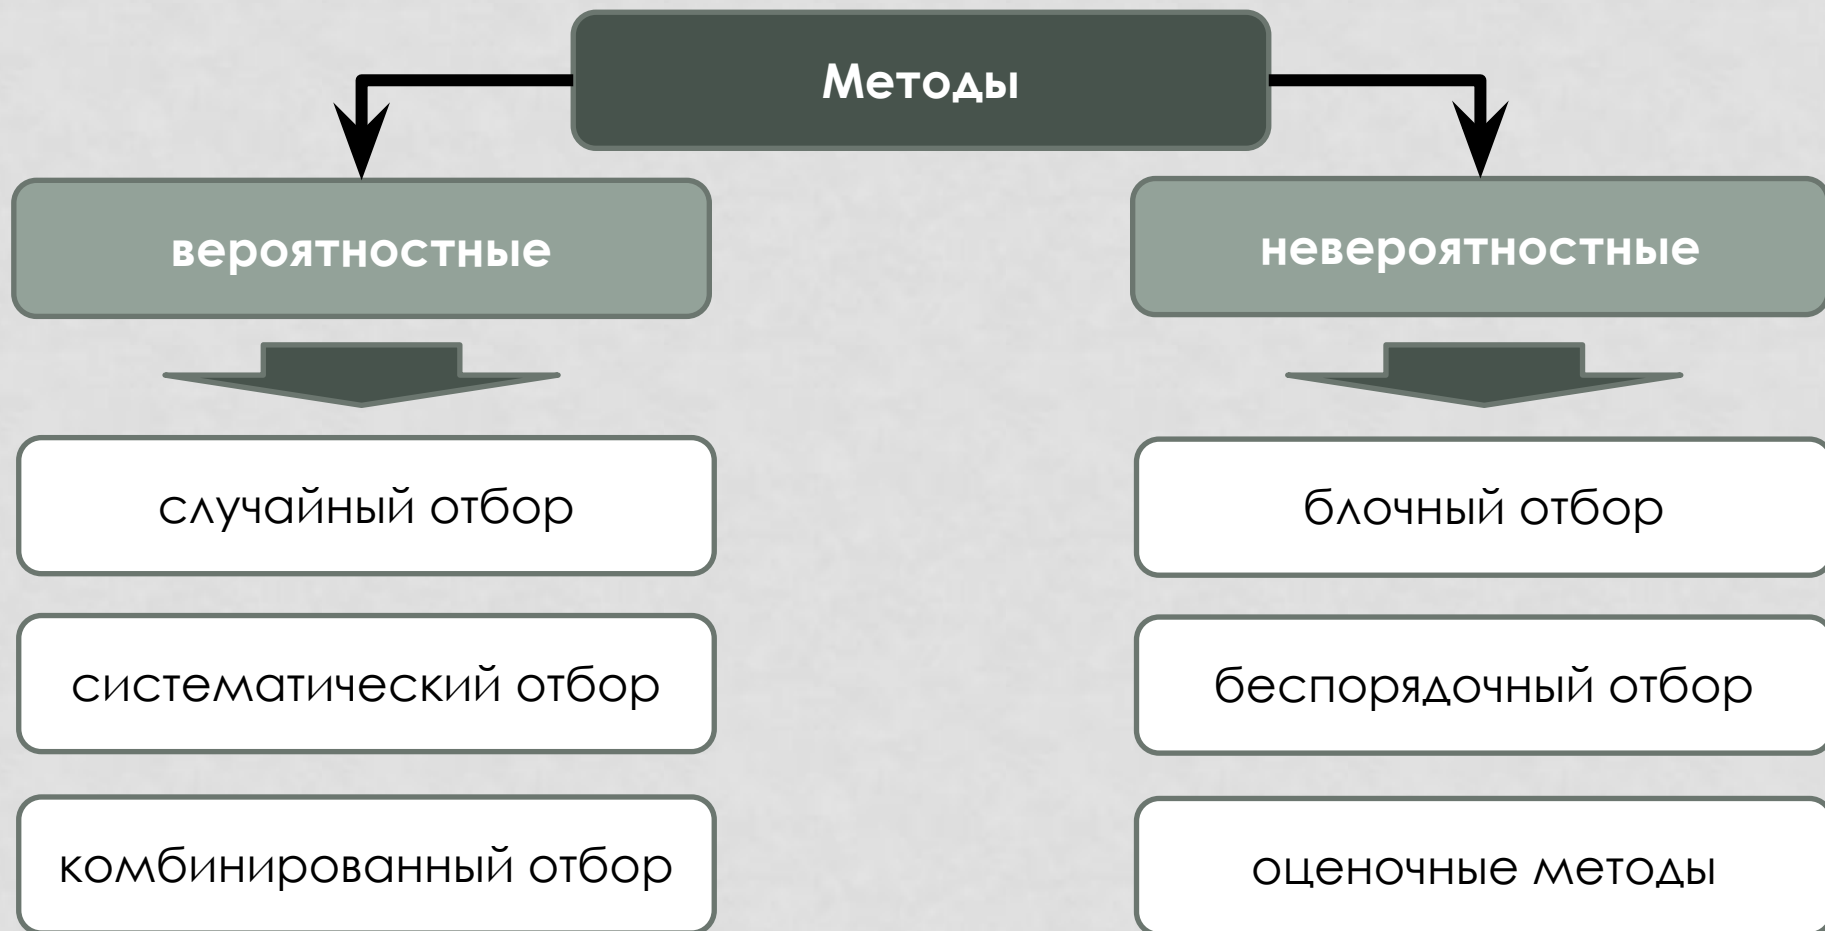 Методы
вероятностные
невероятностные
случайный отбор
блочный отбор
систематический отбор
беспорядочный отбор
комбинированный отбор
оценочные методы